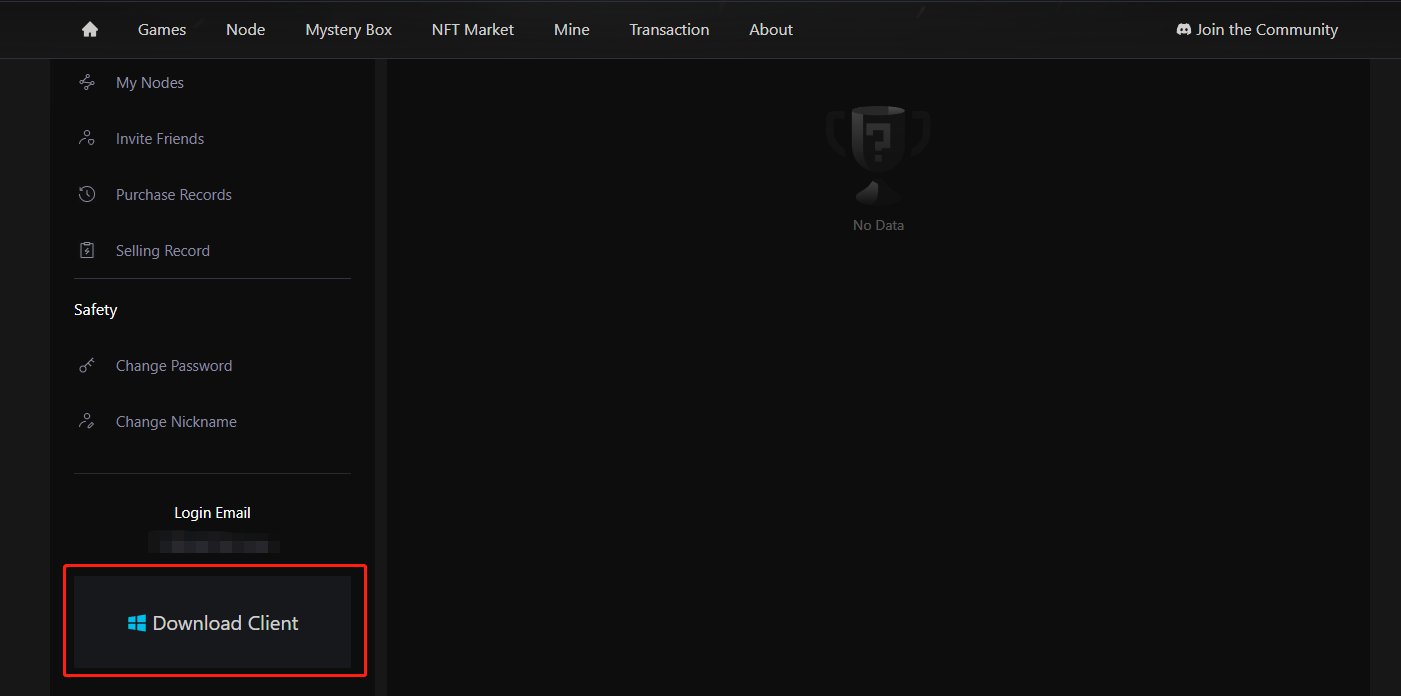 Games Node Mystery Box NFT Market Mine Transaction About Join the Community
My Nodes
Invite Friends
Purchase Records
Selling Record
Safety
Change Password
Change Nickname
Login Email
Download Client
No Data